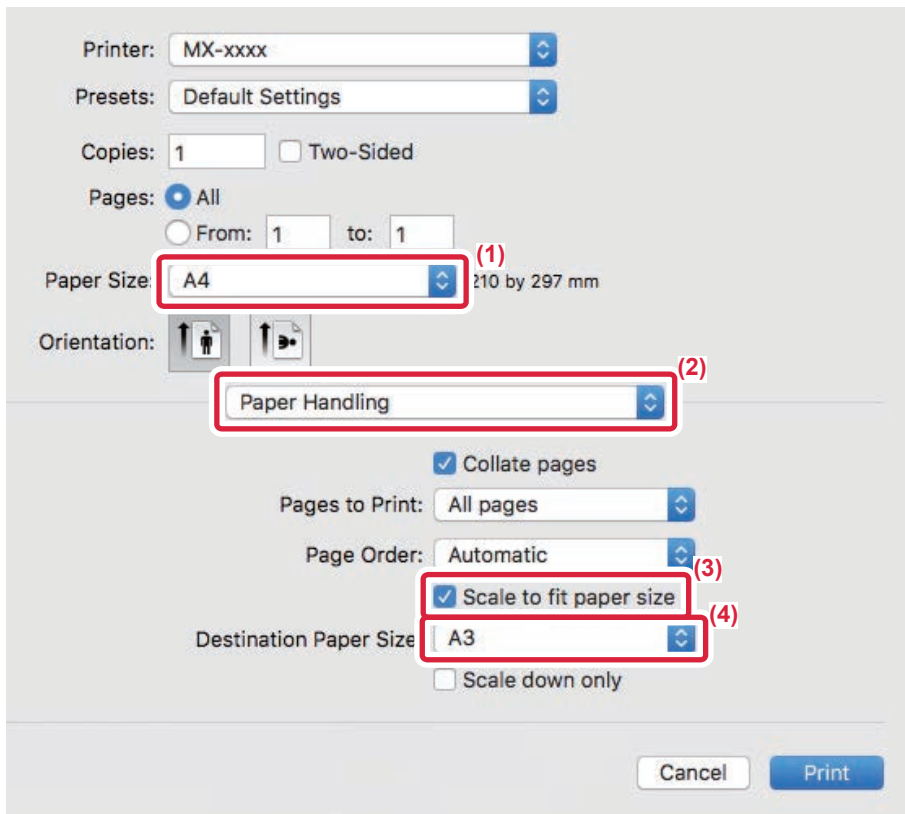 Printer: MX-xxxx
Presets: Default Settings
Copies: 1 Two-Sided
Pages: All
From: 1 to: 1
(1)
Paper Size: A4 210 by 297 mm
Orientation:
(2)
Paper Handling
Collate pages
Pages to Print: All pages
Page Order: Automatic
(3)
Scale to fit paper size
(4)
Destination Paper Size A3
Scale down only
Cancel Print